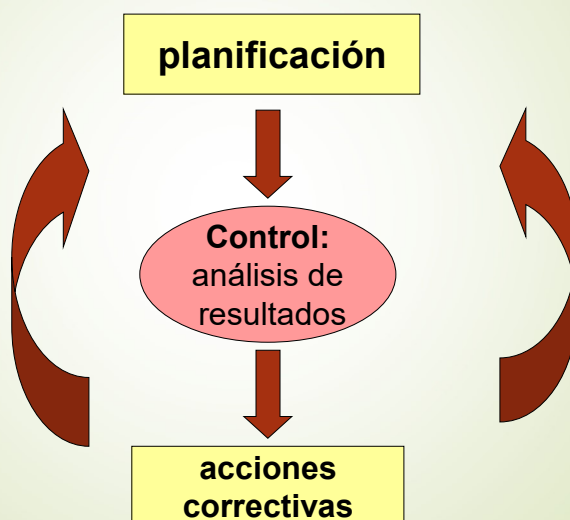 planificación
Control:
análisis de
resultados
acciones
correctivas